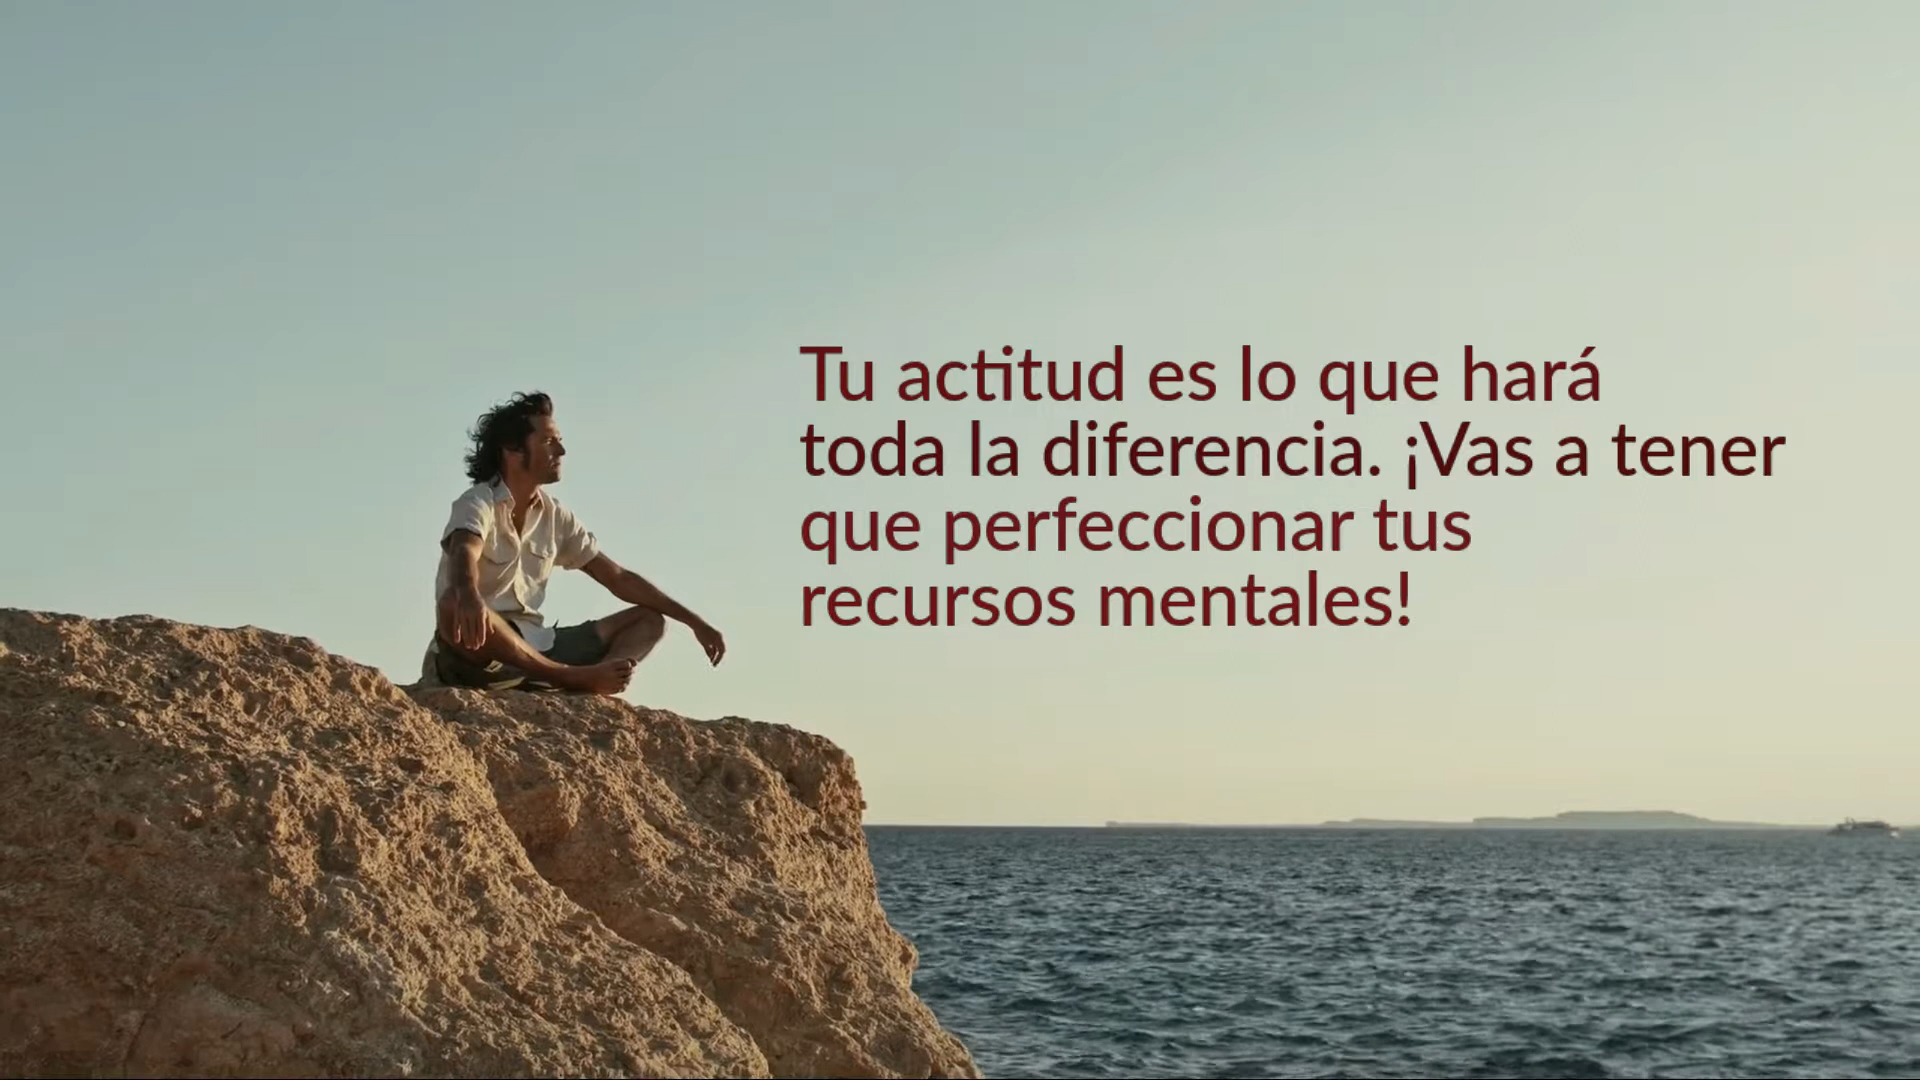 Tu actitud es lo que hará
toda la diferencia. ¡Vas a tener
que perfeccionar tus
recursos mentales!